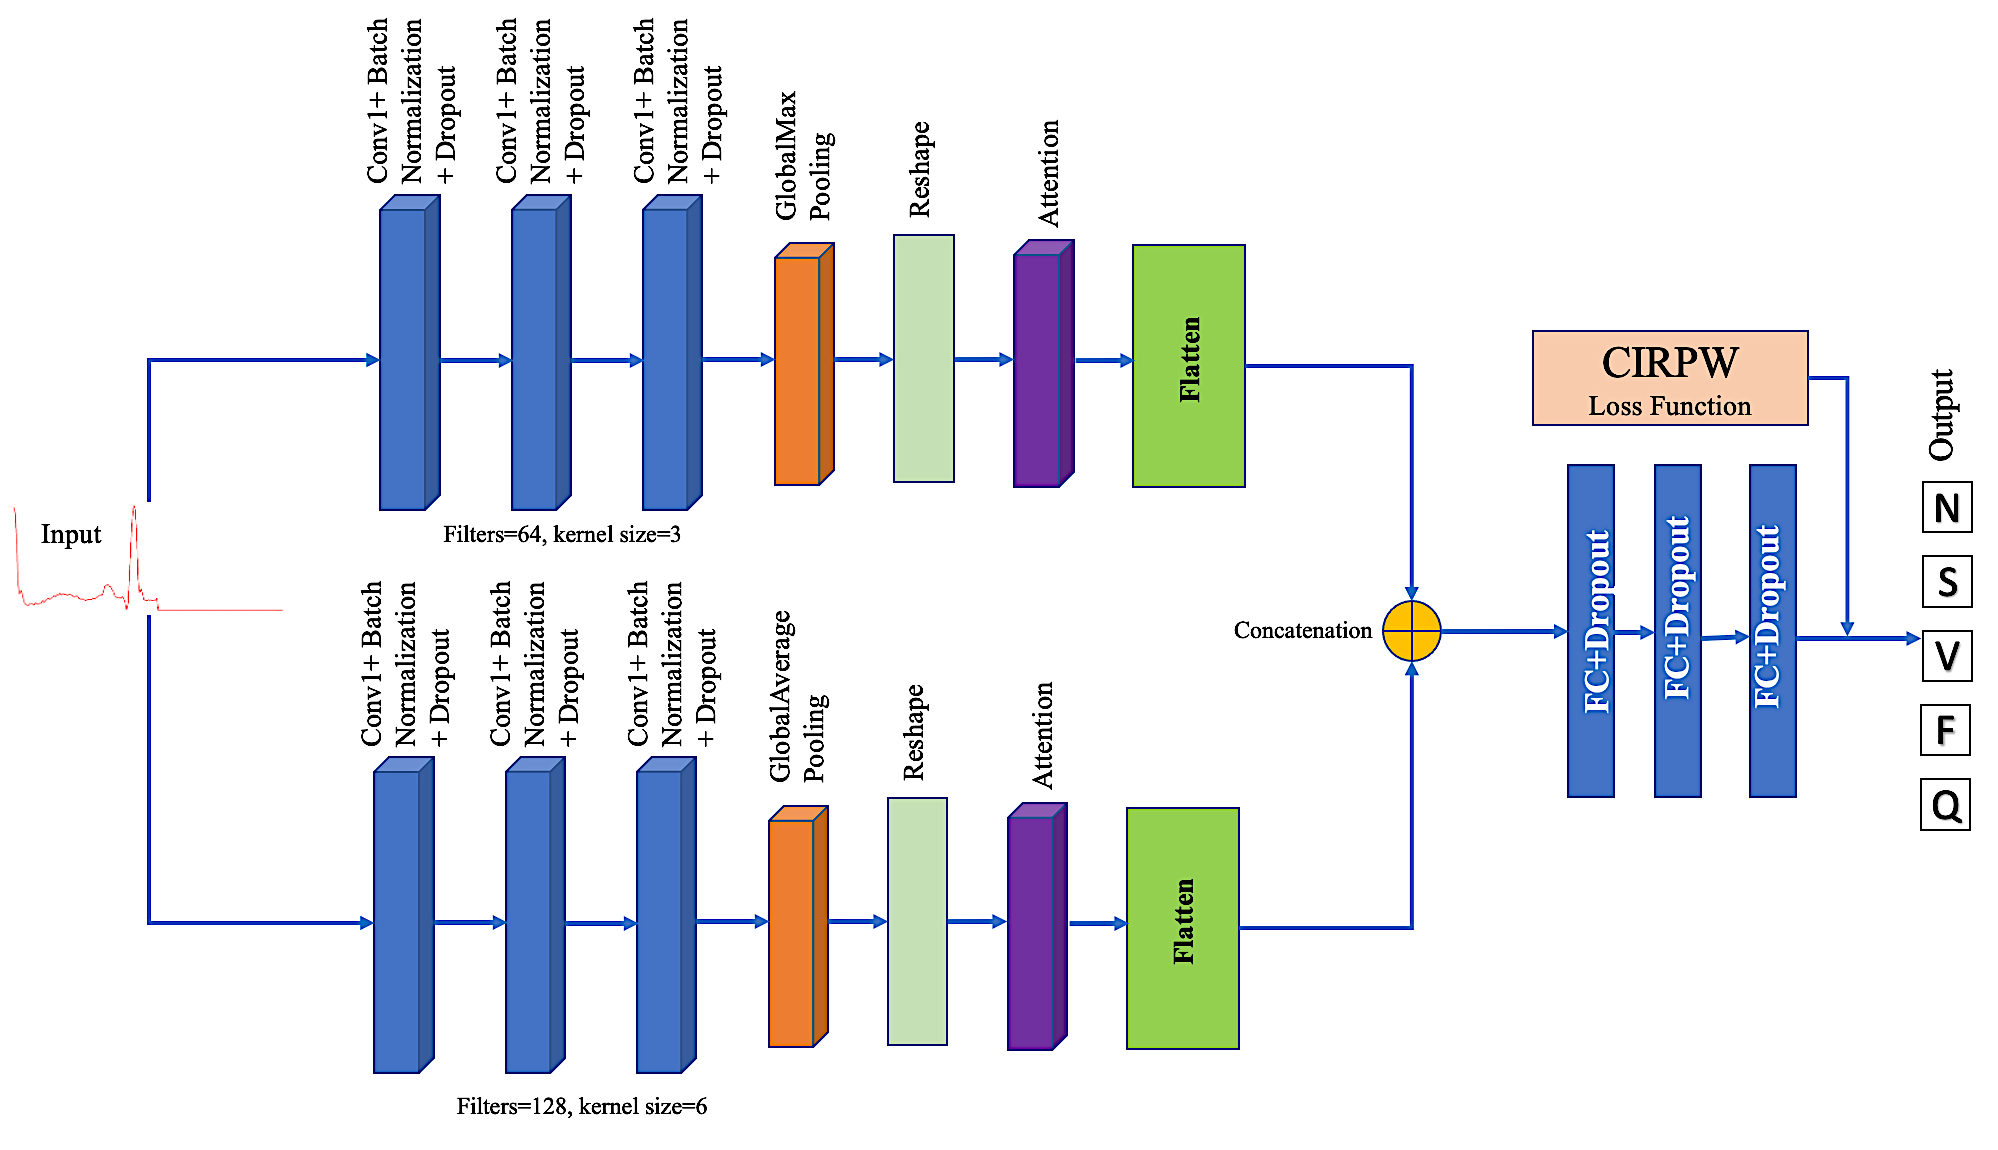 Conv1+ Batch
Normalization
+ Dropout
Conv1+ Batch
Normalization
+ Dropout
Conv1+ Batch
Normalization
+ Dropout
GlobalMax
Pooling
Reshape
Attention
Flatten
Filters=64, kernel size=3
Input
Conv1+ Batch
Normalization
+ Dropout
Conv1+ Batch
Normalization
+ Dropout
Conv1+ Batch
Normalization
+ Dropout
GlobalAverage
Pooling
Reshape
Attention
Flatten
Filters=128, kernel size=6
Concatenation
CIRPW
Loss Function
FC+Dropout
FC+Dropout
FC+Dropout
Output
N
S
V
F
Q